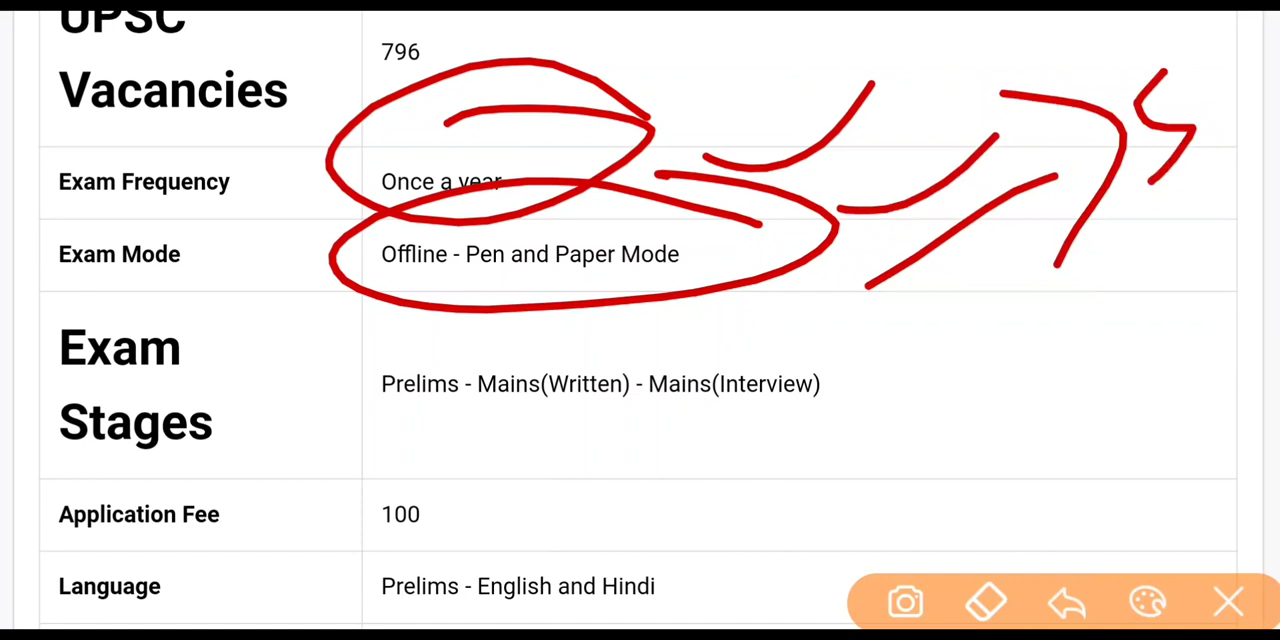 UPSC
Vacancies
796
Exam Frequency
Once a year
Exam Mode
Offline - Pen and Paper Mode
Exam
Stages
Prelims - Mains(Written) - Mains(Interview)
Application Fee
100
Language
Prelims - English and Hindi